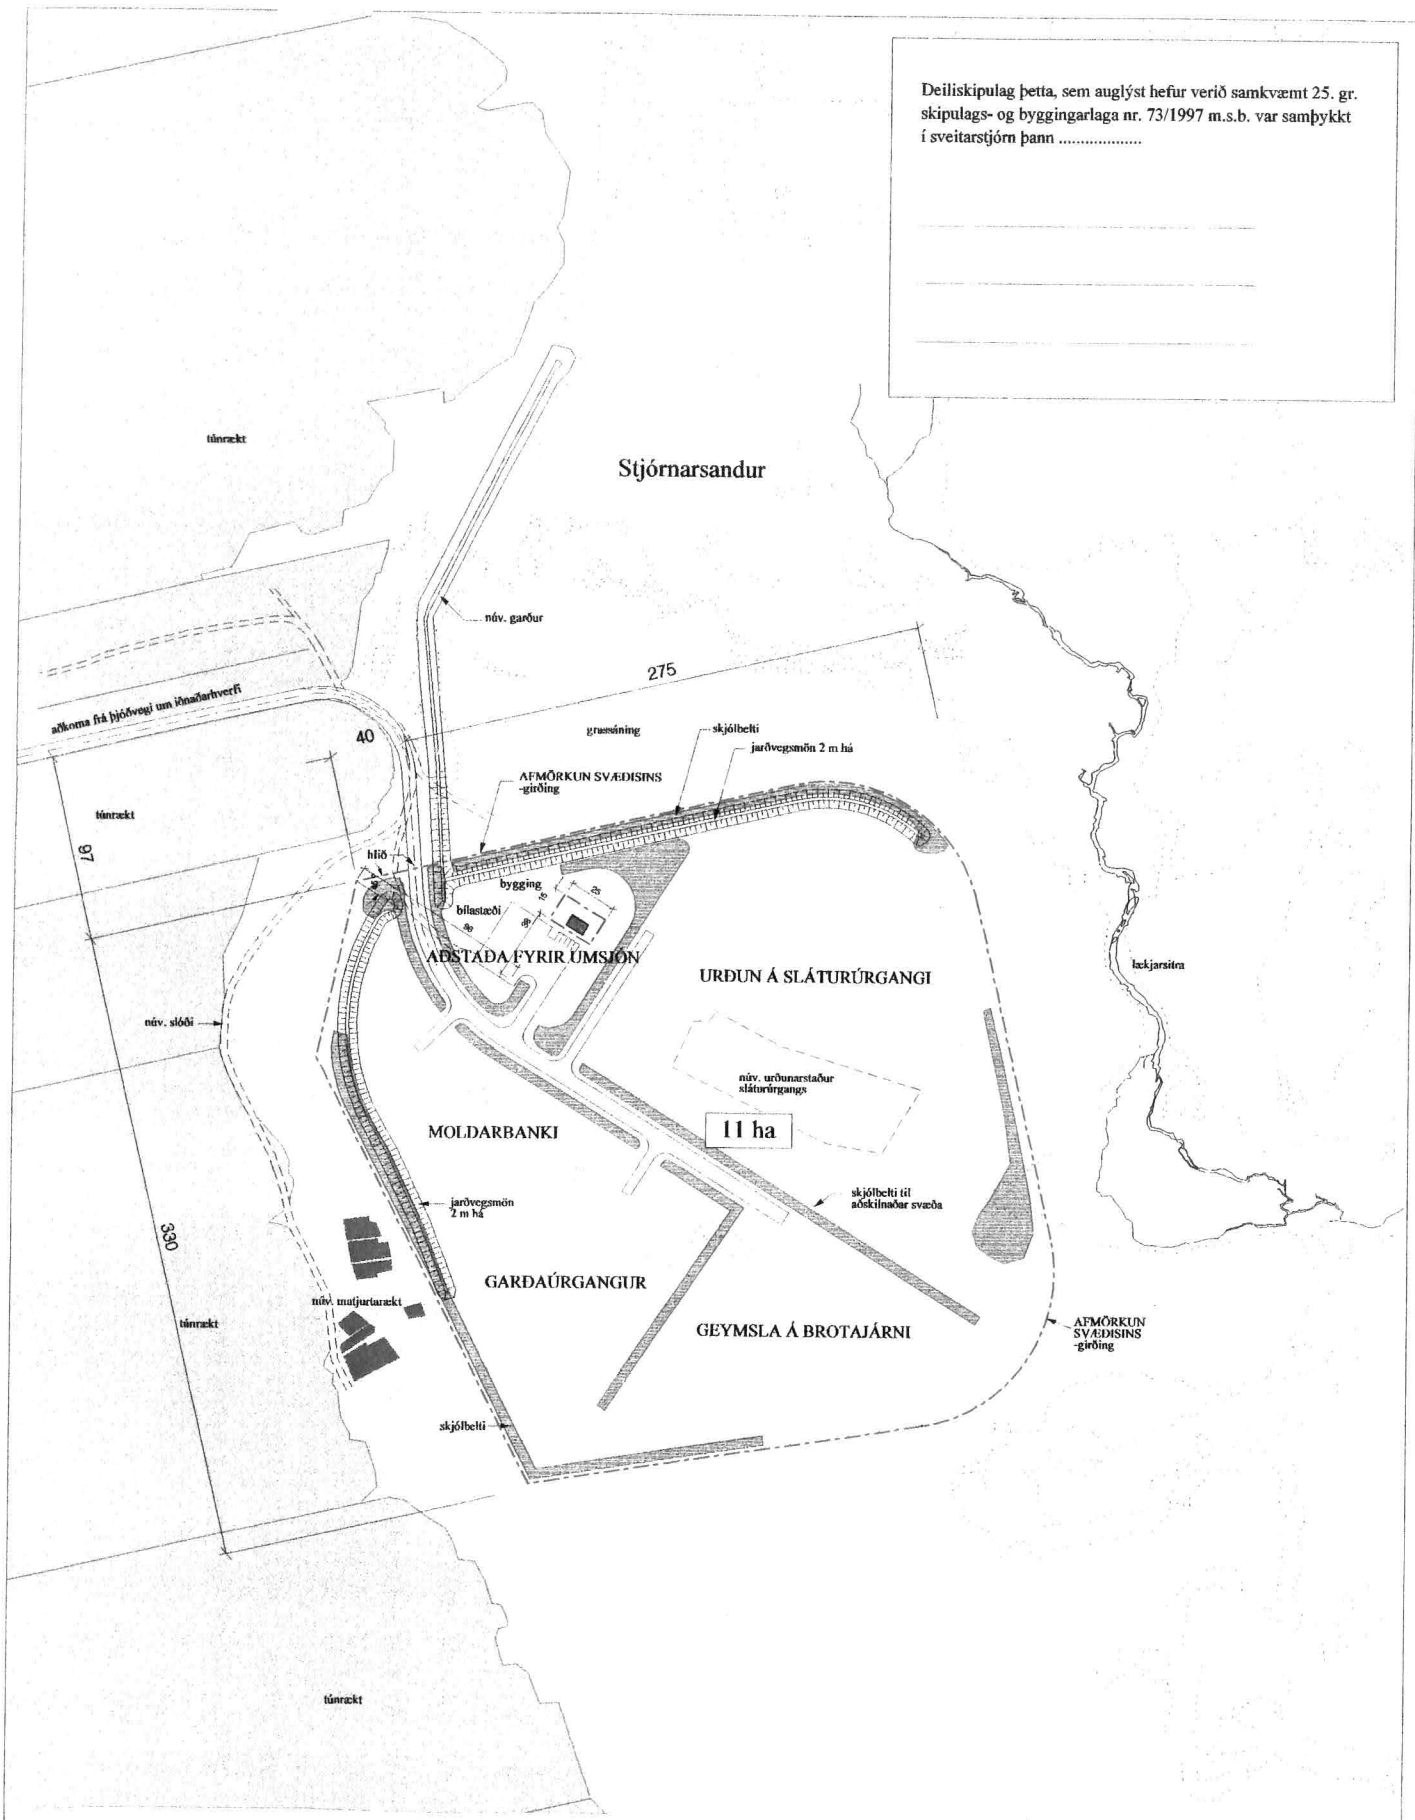 Deiliskipulag þetta, sem auglýst hefur verið samkvæmt 25. gr.
skipulags- og byggingarlaga nr. 73/1997 m.s.b. var samþykkt
í sveitarstjórn þann ...................
túnrækt
Stjórnarsandur
núv. garður
275
aðkoma frá þjóðvegi um iðnaðarhverfi
40
grassáning
skjólbelti
jarðvegsmön 2 m há
AFMÖRKUN SVÆÐISINS
-girðing
túnrækt
97
hlið
bygging
15
25
bílastæði
AÐSTAÐA FYRIR UMSJÓN
URÐUN Á SLÁTURÚRGANGI
lækjarsitra
núv. slóði
núv. urðunarstaður
sláturúrgangs
MOLDARBANKI
11 ha
skjólbelti til
aðskilnaðar svæða
jarðvegsmön
2 m há
330
GARÐAÚRGANGUR
núv. matjurtarækt
túnrækt
GEYMSLA Á BROTAJÁRNI
AFMÖRKUN
SVÆÐISINS
-girðing
skjólbelti
túnrækt